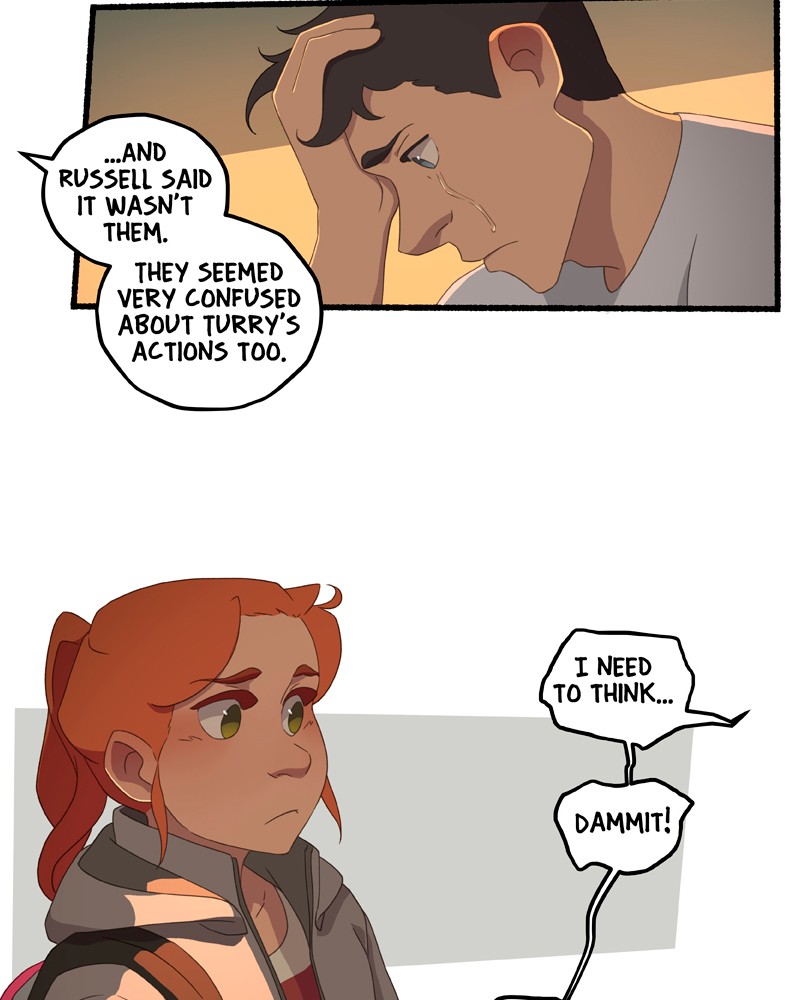 ...AND
RUSSELL SAID
IT WASN'T
THEM.
THEY SEEMED
VERY CONFUSED
ABOUT TURRY'S
ACTIONS TOO.
I NEED
TO THINK...
DAMMIT!